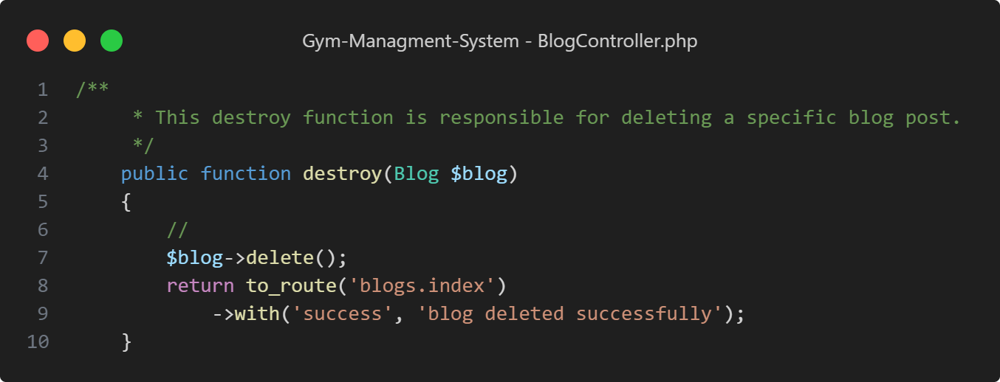 Gym-Managment-System - BlogController.php
1 /**
2      * This destroy function is responsible for deleting a specific blog post.
3      */
4     public function destroy(Blog $blog)
5     {
6         //
7         $blog->delete();
8         return to_route('blogs.index')
9             ->with('success', 'blog deleted successfully');
10     }